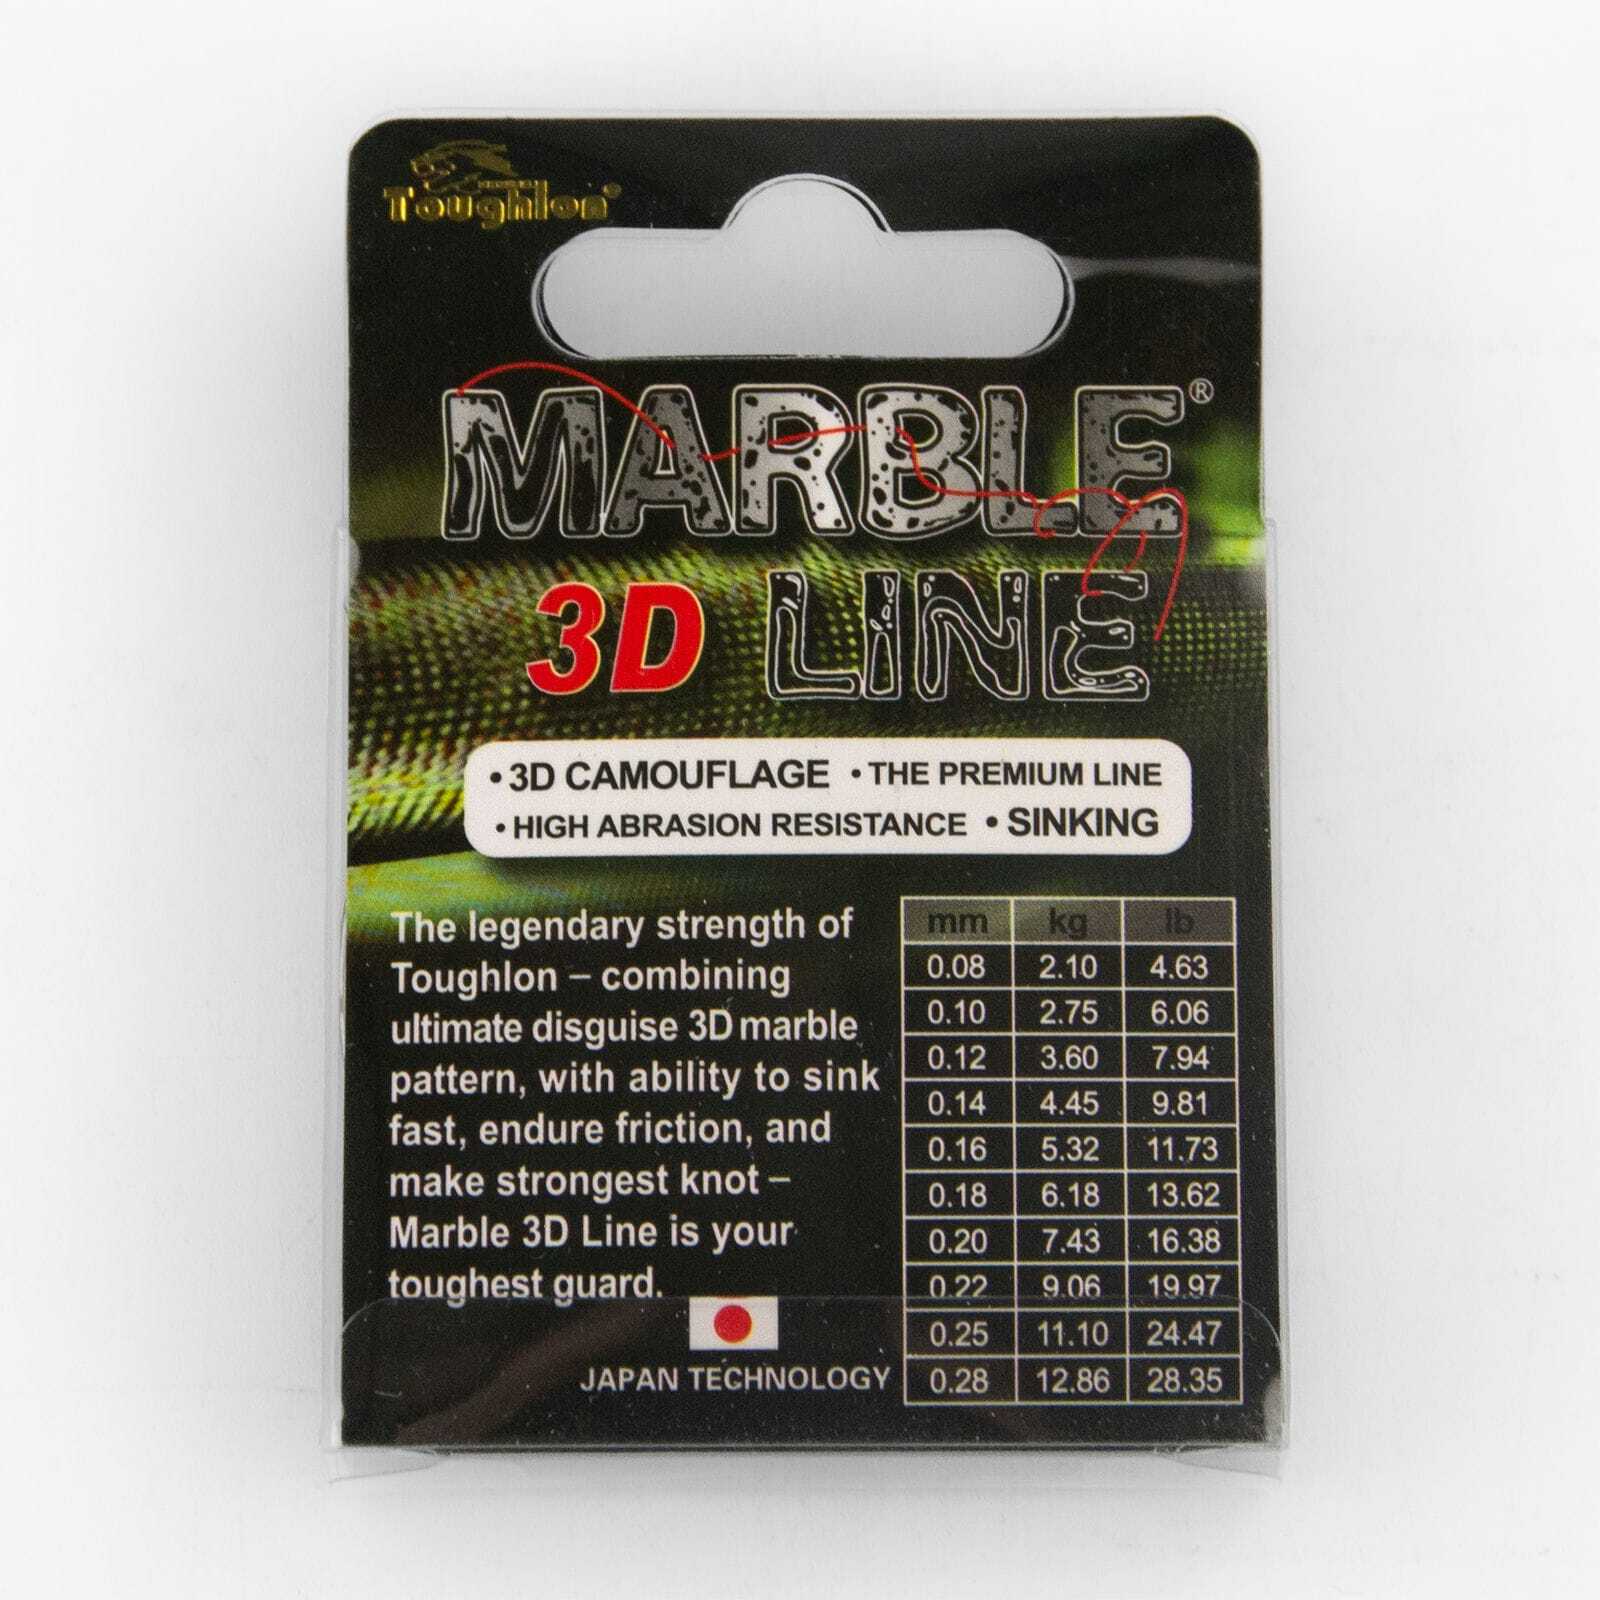 Toughlon®
MARBLE®
3D LINE
• 3D CAMOUFLAGE • THE PREMIUM LINE
• HIGH ABRASION RESISTANCE • SINKING
The legendary strength of
Toughlon – combining
ultimate disguise 3D marble
pattern, with ability to sink
fast, endure friction, and
make strongest knot –
Marble 3D Line is your
toughest guard.
JAPAN TECHNOLOGY
mm kg lb
0.08 2.10 4.63
0.10 2.75 6.06
0.12 3.60 7.94
0.14 4.45 9.81
0.16 5.32 11.73
0.18 6.18 13.62
0.20 7.43 16.38
0.22 9.06 19.97
0.25 11.10 24.47
0.28 12.86 28.35